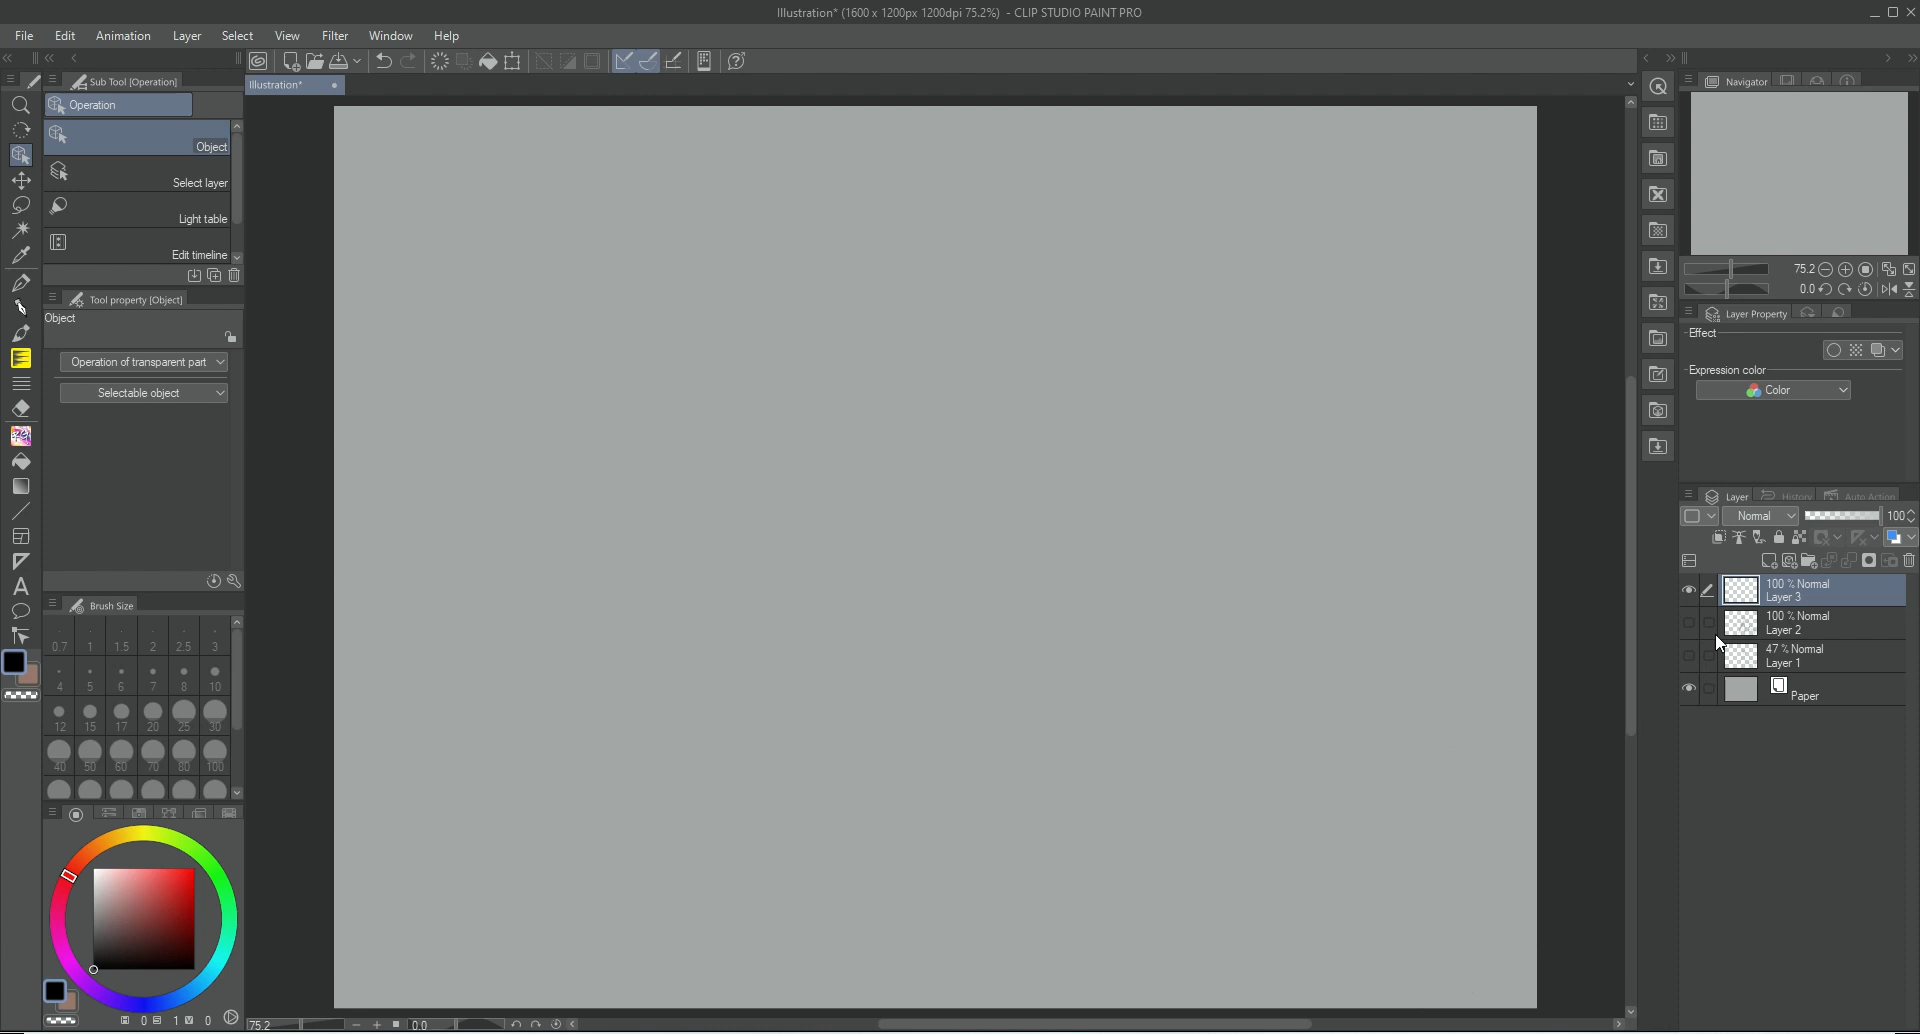 Illustration* (1600 x 1200px 1200dpi 75.2%) - CLIP STUDIO PAINT PRO
File Edit Animation Layer Select View Filter Window Help
Sub Tool [Operation]
Operation
Object
Select layer
Light table
Edit timeline
Tool property [Object]
Object
Operation of transparent part
Selectable object
Brush Size
0.7 1 1.5 2 2.5 3
4 5 6 7 8 10
12 15 17 20 25 30
40 50 60 70 80 100
H 0 S 1 V 0
Illustration*
75.2 0.0
Navigator
75.2
0.0
Layer Property
Effect
Expression color
Color
Layer History Auto Action
Normal 100
100 % Normal
Layer 3
100 % Normal
Layer 2
47 % Normal
Layer 1
Paper
A